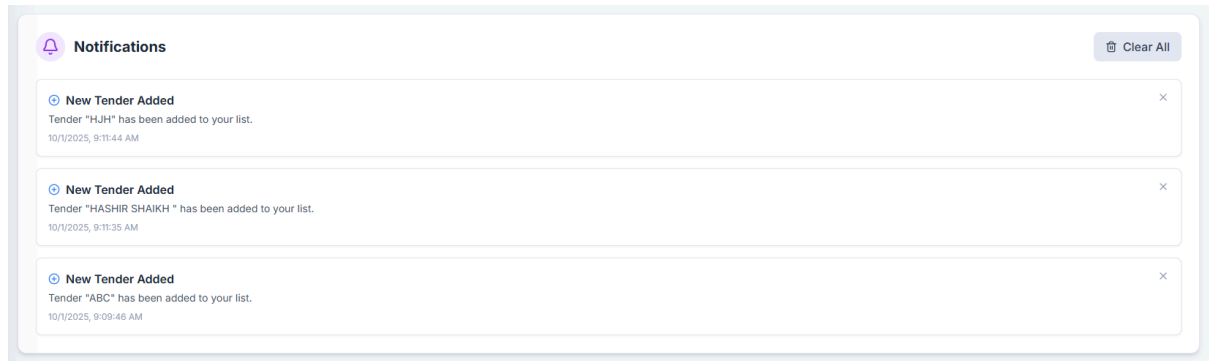 Notifications
Clear All
New Tender Added
Tender "HJH" has been added to your list.
10/1/2025, 9:11:44 AM
New Tender Added
Tender "HASHIR SHAIKH " has been added to your list.
10/1/2025, 9:11:35 AM
New Tender Added
Tender "ABC" has been added to your list.
10/1/2025, 9:09:46 AM